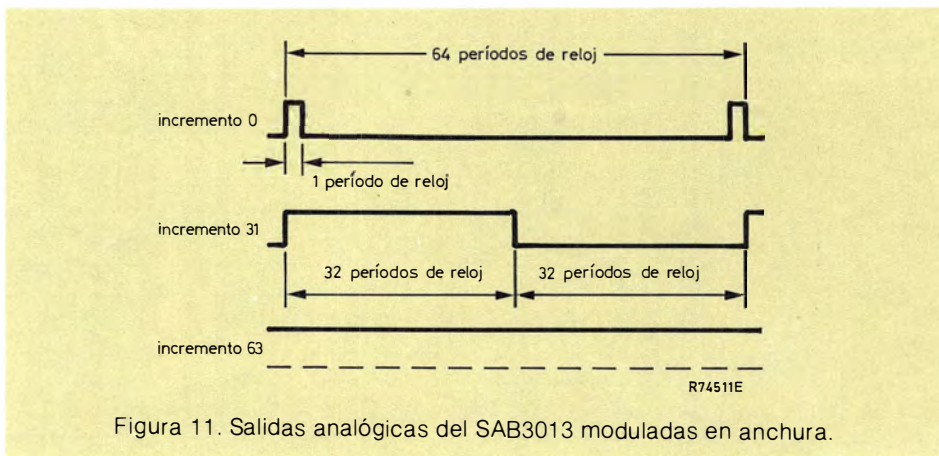 64 períodos de reloj
incremento 0
1 período de reloj
incremento 31
32 períodos de reloj 32 períodos de reloj
incremento 63
R74511E
Figura 11. Salidas analógicas del SAB3013 moduladas en anchura.